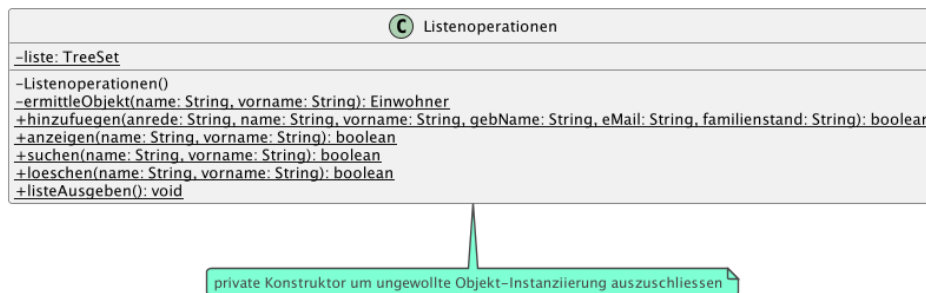 C Listenoperationen
-liste: TreeSet
-Listenoperationen()
-ermittleObjekt(name: String, vorname: String): Einwohner
+hinzufuegen(anrede: String, name: String, vorname: String, gebName: String, eMail: String, familienstand: String): boolean
+anzeigen(name: String, vorname: String): boolean
+suchen(name: String, vorname: String): boolean
+loeschen(name: String, vorname: String): boolean
+listeAusgeben(): void
private Konstruktor um ungewollte Objekt-Instanziierung auszuschliessen